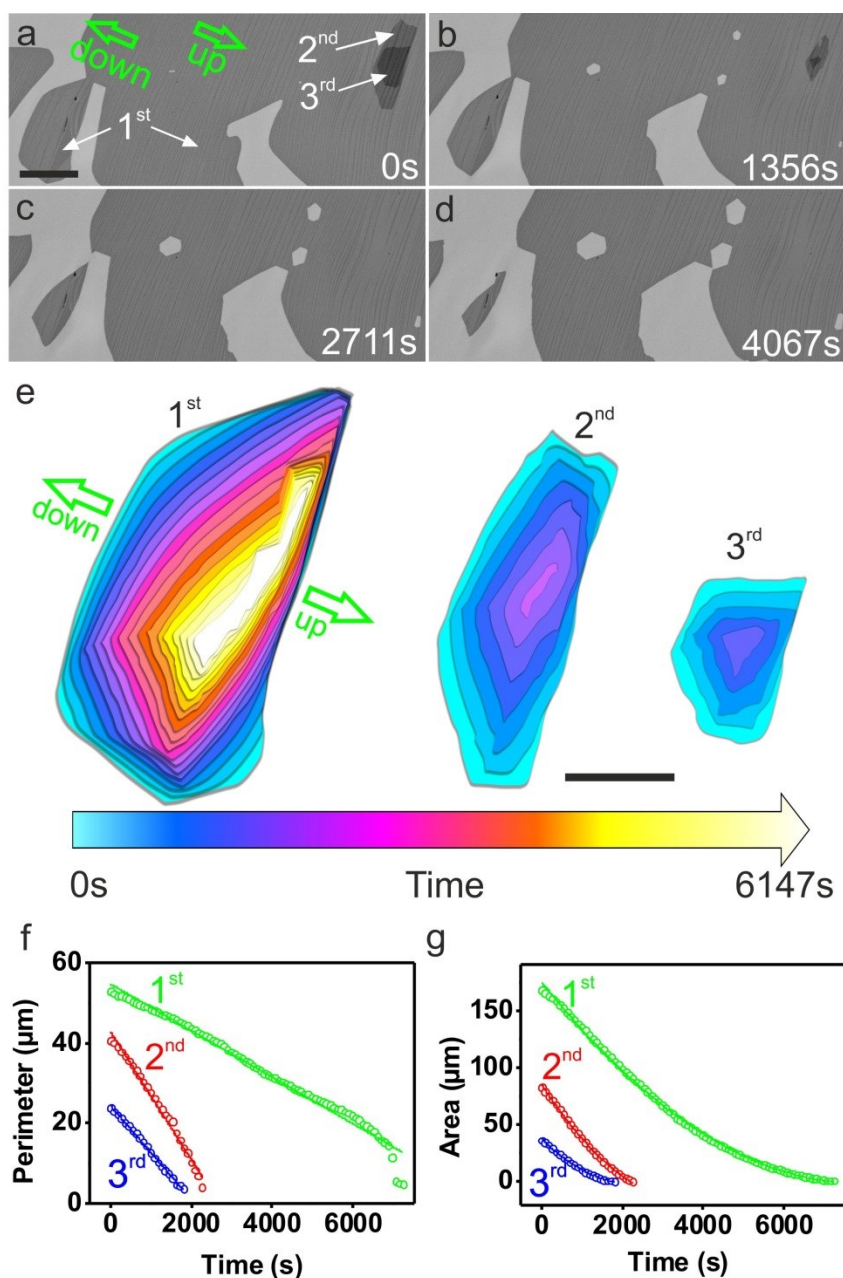 a
down
up
2nd
3rd
1st
0s
b
1356s
c
2711s
d
4067s
e
1st
2nd
3rd
down
up
0s
Time
6147s
f
60
40
20
0
Perimeter (µm)
1st
2nd
3rd
0
2000
4000
6000
Time (s)
g
150
100
50
0
Area (µm)
1st
2nd
3rd
0
2000
4000
6000
Time (s)